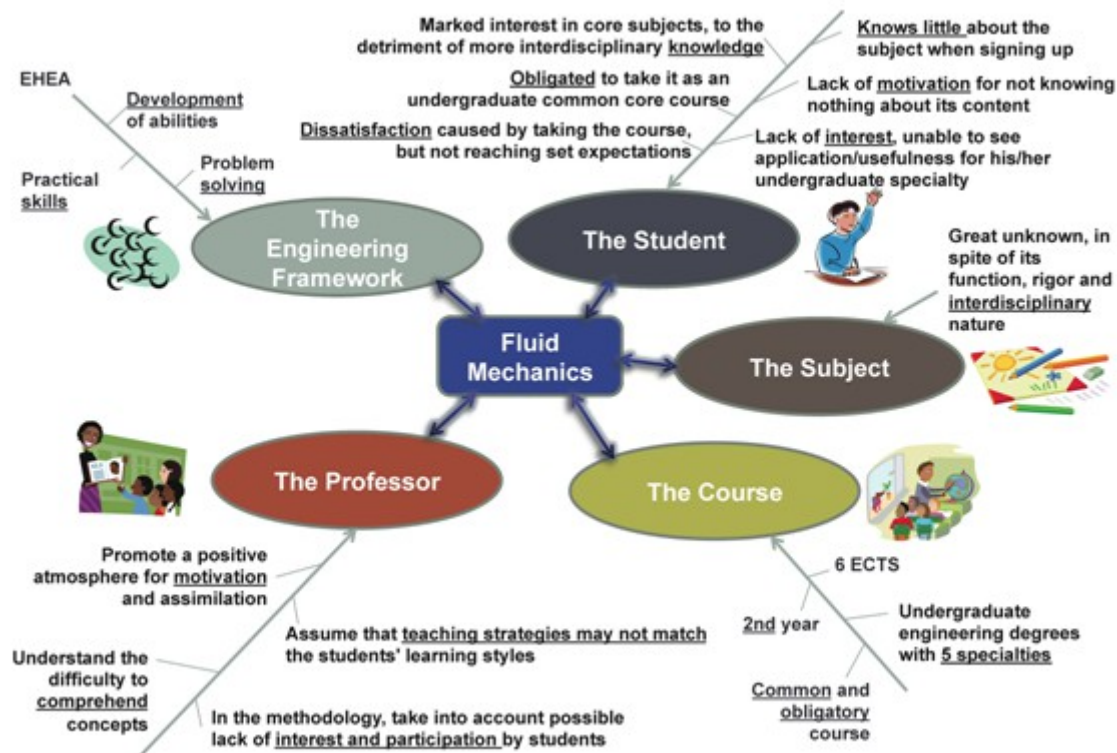 Marked interest in core subjects, to the
detriment of more interdisciplinary knowledge
Knows little about the
subject when signing up
EHEA
Obligated to take it as an
undergraduate common core course
Lack of motivation for not knowing
nothing about its content
Development
of abilities
Dissatisfaction caused by taking the course,
but not reaching set expectations
Lack of interest, unable to see
application/usefulness for his/her
undergraduate specialty
Problem
solving
Practical
skills
The
Engineering
Framework
The Student
Great unknown, in
spite of its
function, rigor and
interdisciplinary
nature
Fluid
Mechanics
The Subject
The Professor
The Course
Promote a positive
atmosphere for motivation
and assimilation
6 ECTS
2nd year
Undergraduate
engineering degrees
with 5 specialties
Assume that teaching strategies may not match
the students' learning styles
Understand the
difficulty to
comprehend
concepts
Common and
obligatory
course
In the methodology, take into account possible
lack of interest and participation by students